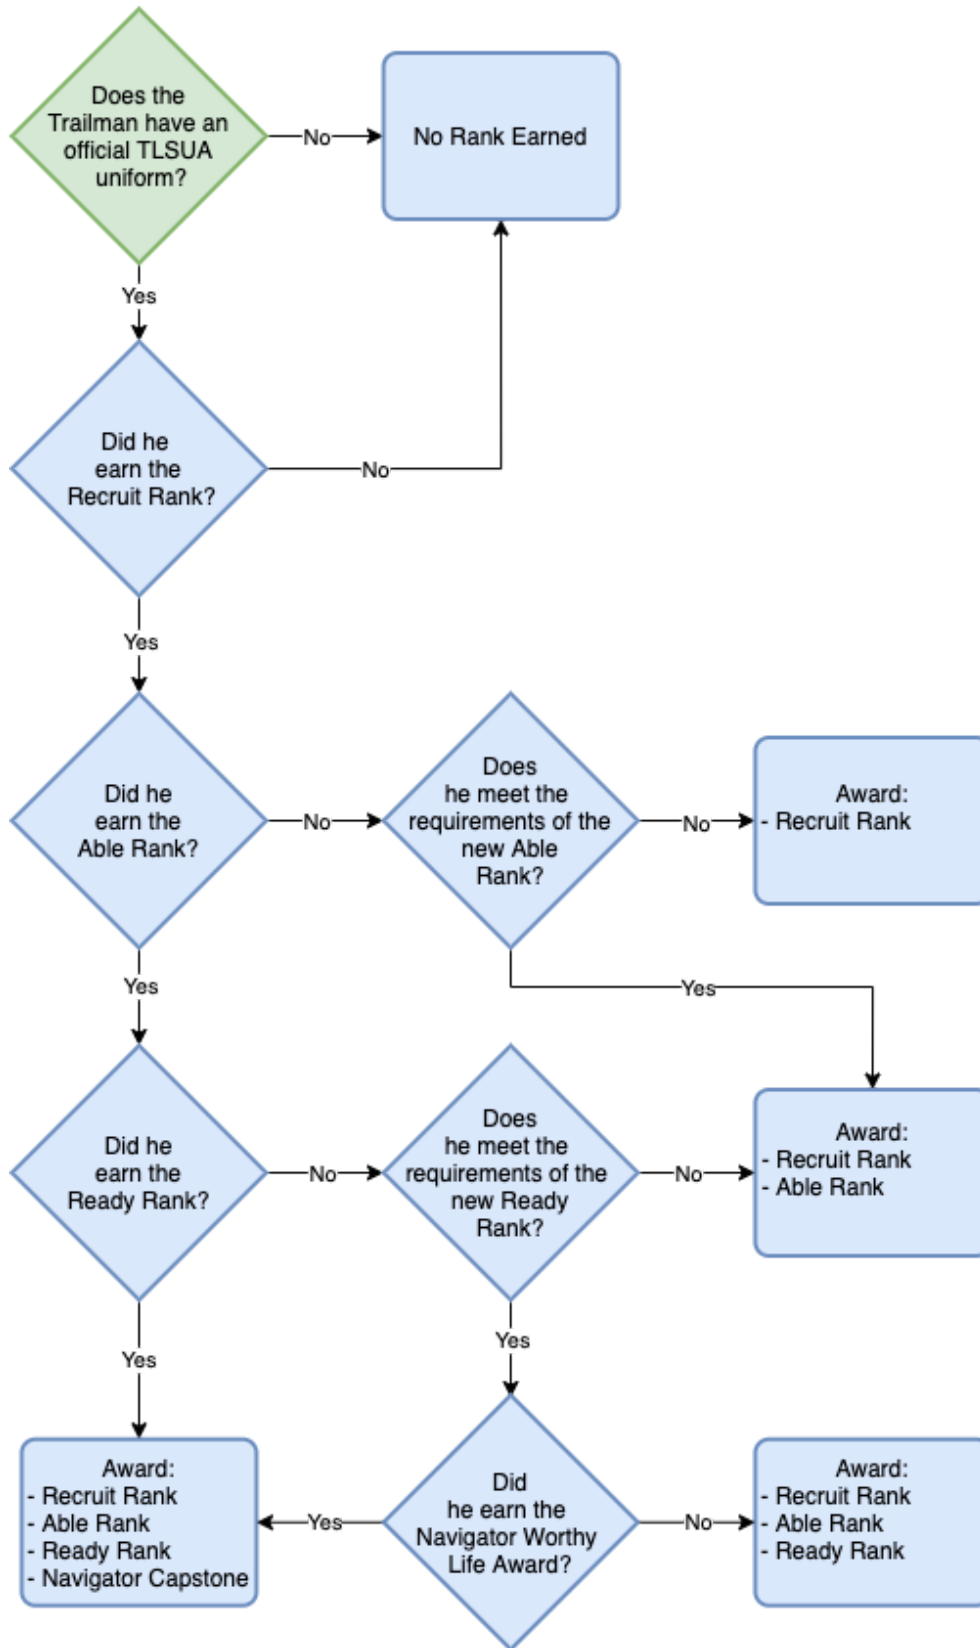 Does the
Trailman have an
official TLSUA
uniform?
No
No Rank Earned
Yes
Did he
earn the
Recruit Rank?
No
Yes
Did he
earn the
Able Rank?
No
Does
he meet the
requirements of the
new Able
Rank?
No
Award:
- Recruit Rank
Yes
Yes
Did he
earn the
Ready Rank?
No
Does
he meet the
requirements of the
new Ready
Rank?
No
Award:
- Recruit Rank
- Able Rank
Yes
Yes
Award:
- Recruit Rank
- Able Rank
- Ready Rank
- Navigator Capstone
Yes
Did
he earn the
Navigator Worthy
Life Award?
No
Award:
- Recruit Rank
- Able Rank
- Ready Rank